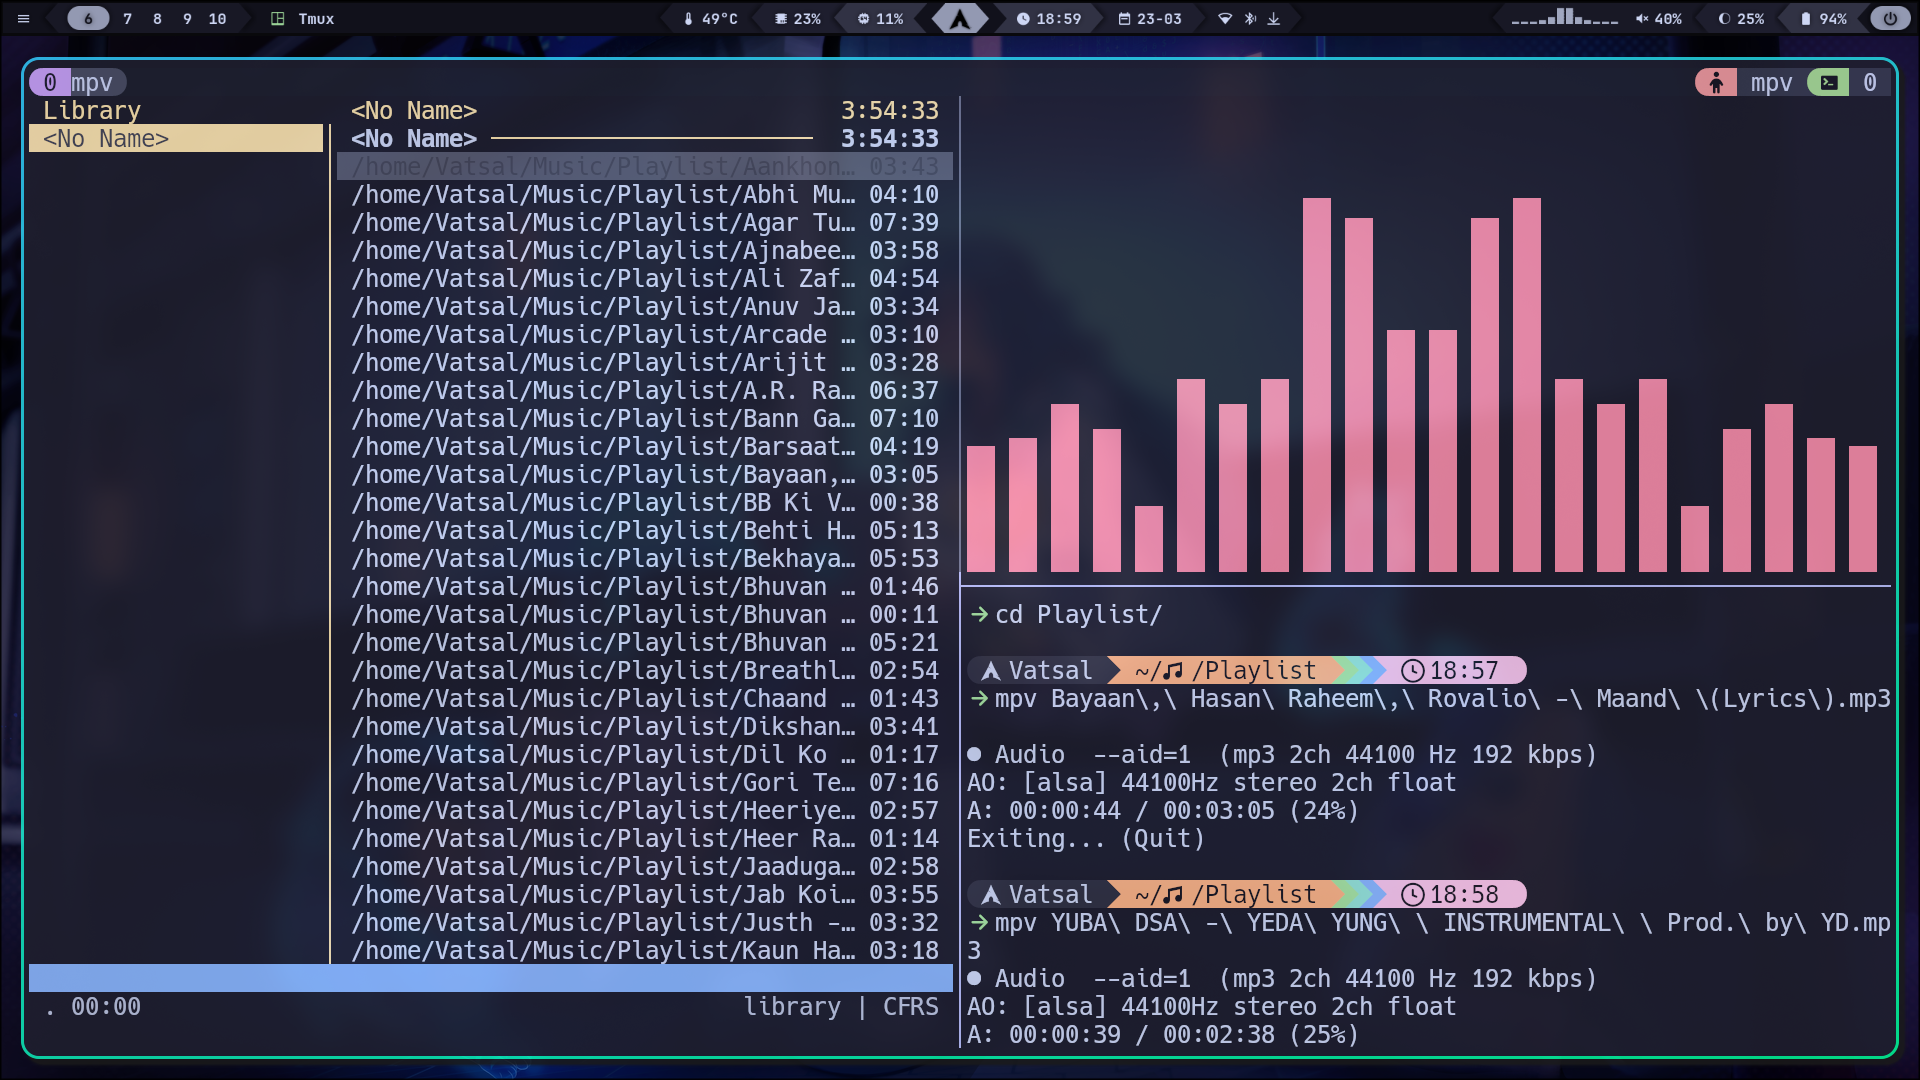 6 7 8 9 10 Tmux 49°C 23% 11% 18:59 23-03 40% 25% 94%
0 mpv
mpv 0
Library
<No Name>
<No Name> 3:54:33
<No Name> 3:54:33
/home/Vatsal/Music/Playlist/Aankhon… 03:43
/home/Vatsal/Music/Playlist/Abhi Mu… 04:10
/home/Vatsal/Music/Playlist/Agar Tu… 07:39
/home/Vatsal/Music/Playlist/Ajnabee… 03:58
/home/Vatsal/Music/Playlist/Ali Zaf… 04:54
/home/Vatsal/Music/Playlist/Anuv Ja… 03:34
/home/Vatsal/Music/Playlist/Arcade … 03:10
/home/Vatsal/Music/Playlist/Arijit … 03:28
/home/Vatsal/Music/Playlist/A.R. Ra… 06:37
/home/Vatsal/Music/Playlist/Bann Ga… 07:10
/home/Vatsal/Music/Playlist/Barsaat… 04:19
/home/Vatsal/Music/Playlist/Bayaan,… 03:05
/home/Vatsal/Music/Playlist/BB Ki V… 00:38
/home/Vatsal/Music/Playlist/Behti H… 05:13
/home/Vatsal/Music/Playlist/Bekhaya… 05:53
/home/Vatsal/Music/Playlist/Bhuvan … 01:46
/home/Vatsal/Music/Playlist/Bhuvan … 00:11
/home/Vatsal/Music/Playlist/Bhuvan … 05:21
/home/Vatsal/Music/Playlist/Breathl… 02:54
/home/Vatsal/Music/Playlist/Chaand … 01:43
/home/Vatsal/Music/Playlist/Dikshan… 03:41
/home/Vatsal/Music/Playlist/Dil Ko … 01:17
/home/Vatsal/Music/Playlist/Gori Te… 07:16
/home/Vatsal/Music/Playlist/Heeriye… 02:57
/home/Vatsal/Music/Playlist/Heer Ra… 01:14
/home/Vatsal/Music/Playlist/Jaaduga… 02:58
/home/Vatsal/Music/Playlist/Jab Koi… 03:55
/home/Vatsal/Music/Playlist/Justh -… 03:32
/home/Vatsal/Music/Playlist/Kaun Ha… 03:18
. 00:00 library | CFRS
cd Playlist/
Vatsal ~/ /Playlist 18:57
mpv Bayaan\,\ Hasan\ Raheem\,\ Rovalio\ -\ Maand\ \(Lyrics\).mp3
● Audio --aid=1 (mp3 2ch 44100 Hz 192 kbps)
AO: [alsa] 44100Hz stereo 2ch float
A: 00:00:44 / 00:03:05 (24%)
Exiting... (Quit)
Vatsal ~/ /Playlist 18:58
mpv YUBA\ DSA\ -\ YEDA\ YUNG\ \ INSTRUMENTAL\ \ Prod.\ by\ YD.mp
3
● Audio --aid=1 (mp3 2ch 44100 Hz 192 kbps)
AO: [alsa] 44100Hz stereo 2ch float
A: 00:00:39 / 00:02:38 (25%)